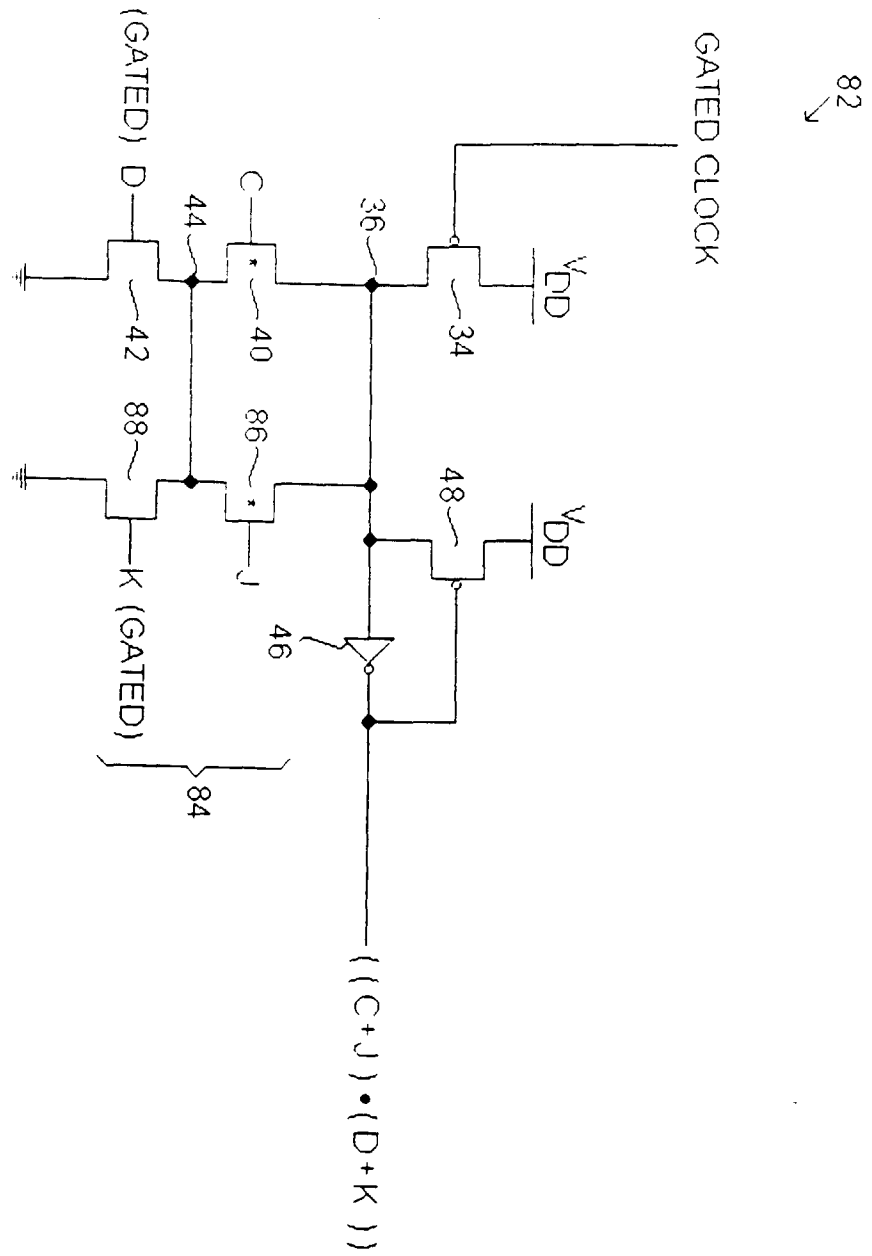 82
GATED CLOCK
VDD
VDD
34
48
36
((C+J)•(D+K))
46
C
*
40
86
*
J
44
84
(GATED) D
42
88
K (GATED)